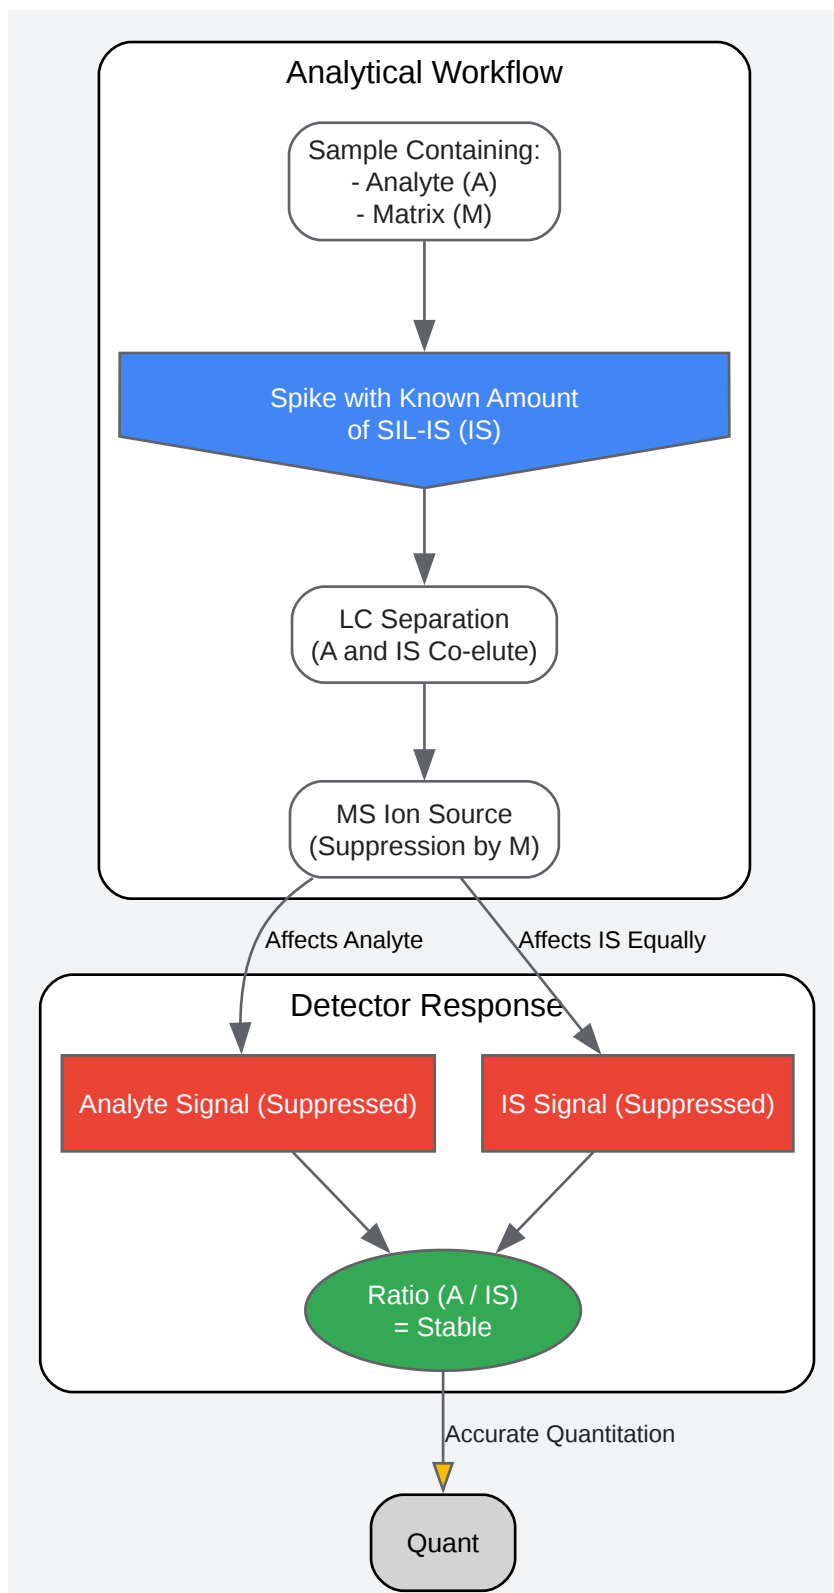 Analytical Workflow
Sample Containing:
- Analyte (A)
- Matrix (M)
Spike with Known Amount
of SIL-IS (IS)
LC Separation
(A and IS Co-elute)
MS Ion Source
(Suppression by M)
Affects Analyte
Affects IS Equally
Detector Response
Analyte Signal (Suppressed)
IS Signal (Suppressed)
Ratio (A / IS)
= Stable
Accurate Quantitation
Quant